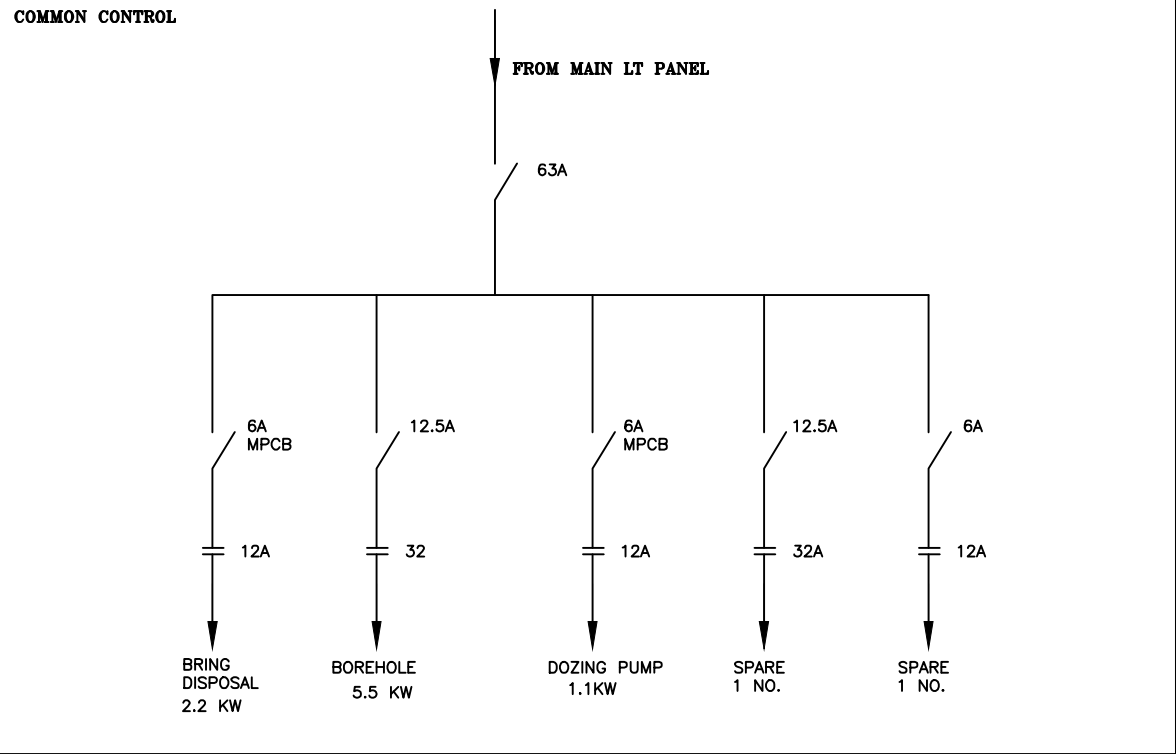 COMMON CONTROL
FROM MAIN LT PANEL
63A
6A
MPCB
12.5A
6A
MPCB
12.5A
6A
12A
32
12A
32A
12A
BRING
DISPOSAL
2.2 KW
BOREHOLE
5.5 KW
DOZING PUMP
1.1KW
SPARE
1 NO.
SPARE
1 NO.